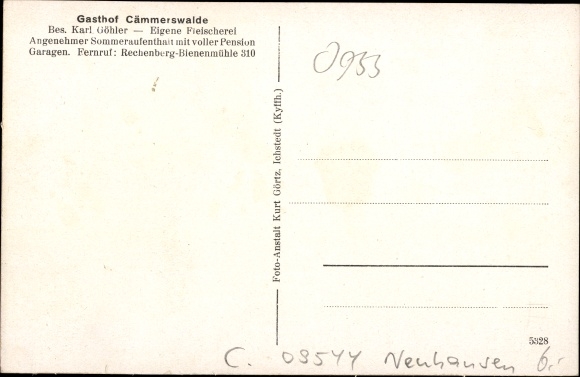 Gasthof Cämmerswalde
Bes. Karl Göhler — Eigene Fleischerei
Angenehmer Sommeraufenthalt mit voller Pension
Garagen. Fernruf: Rechenberg-Bienenmühle 310
0933
Foto-Anstalt Kurt Görtz, Ichstedt (Kyffh.)
5328
C. 09544 Neuhausen 6,-